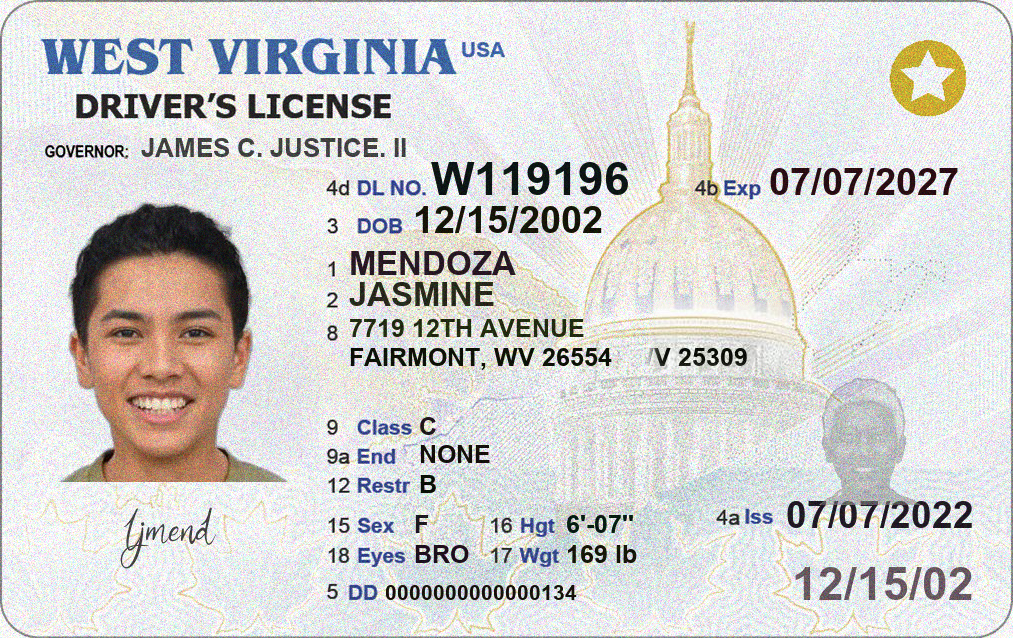 WEST VIRGINIA USA
DRIVER'S LICENSE
GOVERNOR: JAMES C. JUSTICE. II
4d DL NO. W119196 4b Exp 07/07/2027
3 DOB 12/15/2002
1 MENDOZA
2 JASMINE
8 7719 12TH AVENUE
FAIRMONT, WV 26554 /V 25309
9 Class C
9a End NONE
12 Restr B
15 Sex F 16 Hgt 6'-07"
4a Iss 07/07/2022
18 Eyes BRO 17 Wgt 169 lb
5 DD 0000000000000134
12/15/02
Ljmend